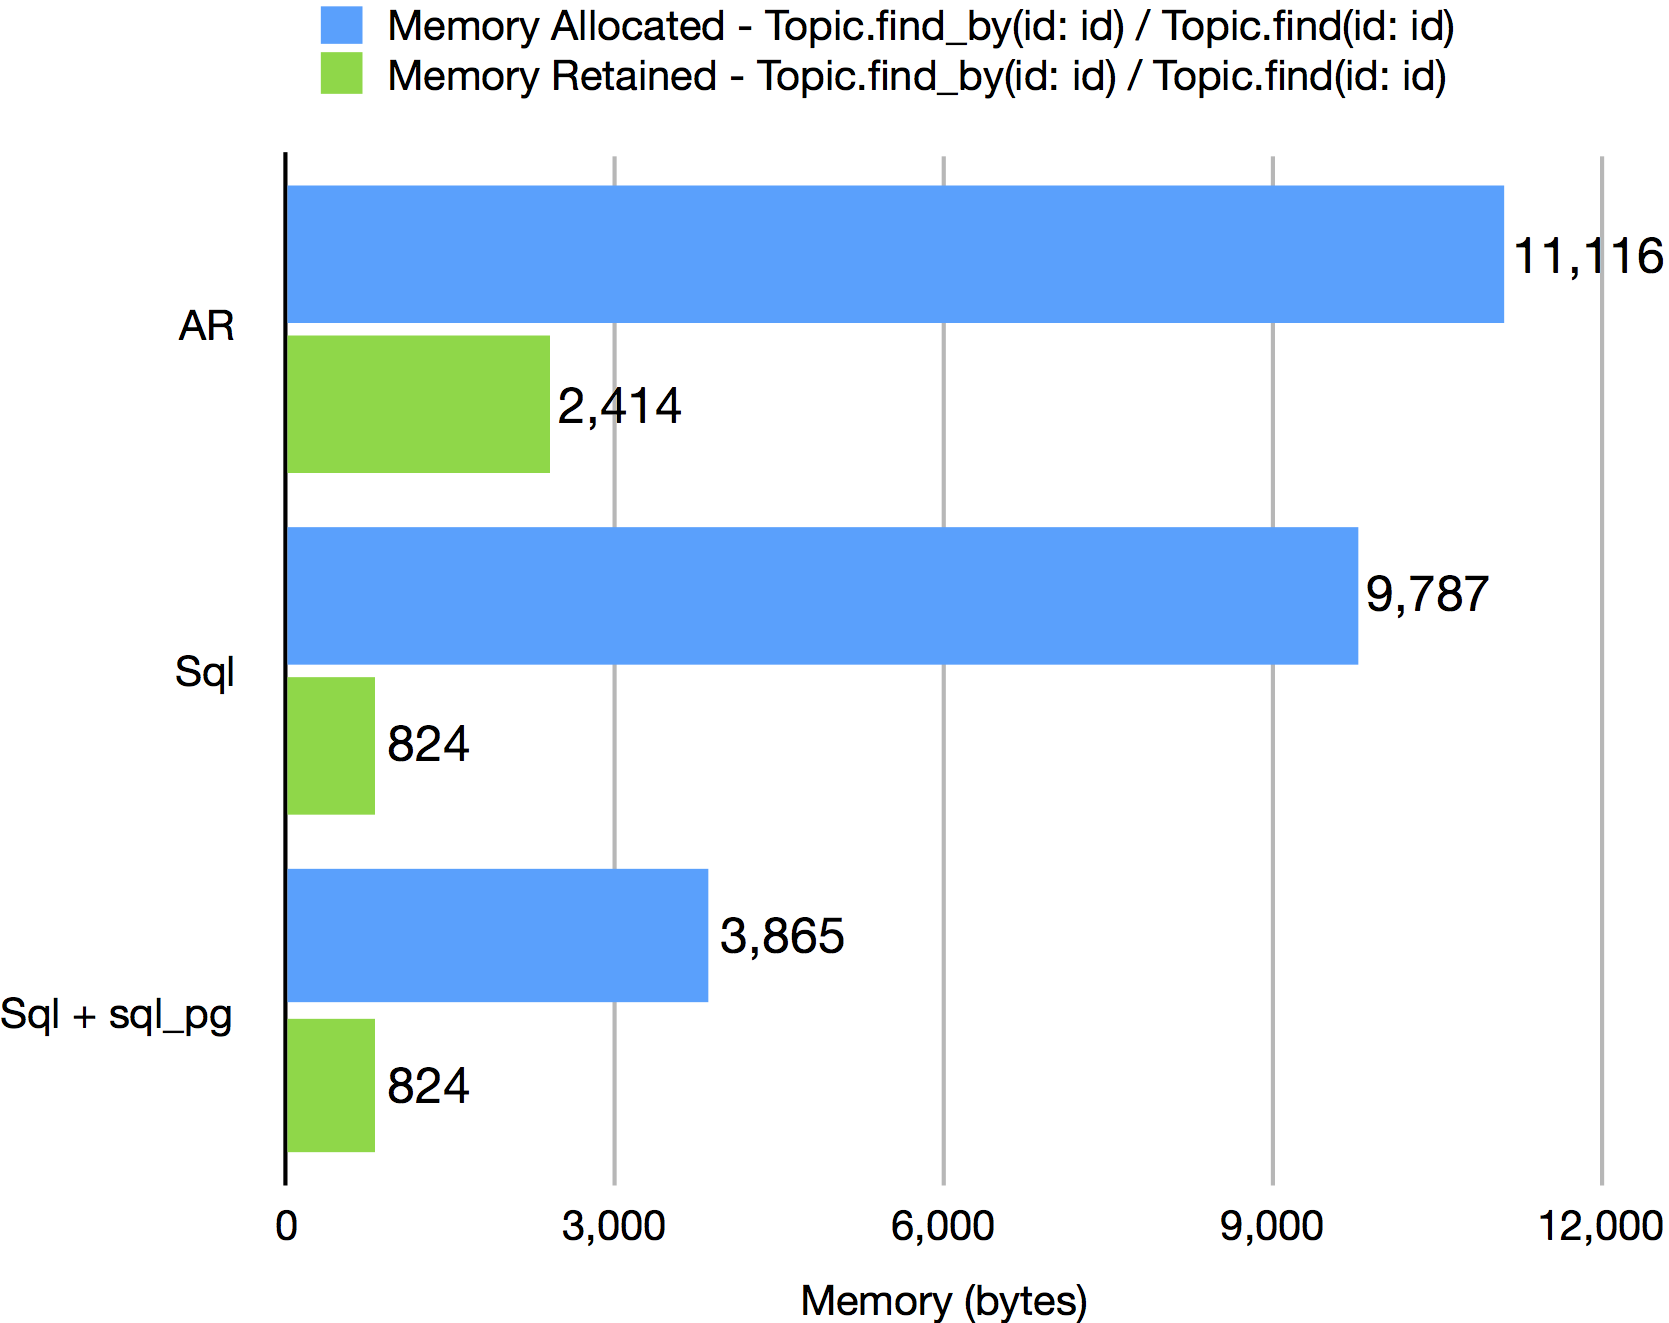 Memory Allocated - Topic.find_by(id: id) / Topic.find(id: id)
Memory Retained - Topic.find_by(id: id) / Topic.find(id: id)
11,116
AR
2,414
9,787
Sql
824
3,865
Sql + sql_pg
824
0 3,000 6,000 9,000 12,000
Memory (bytes)